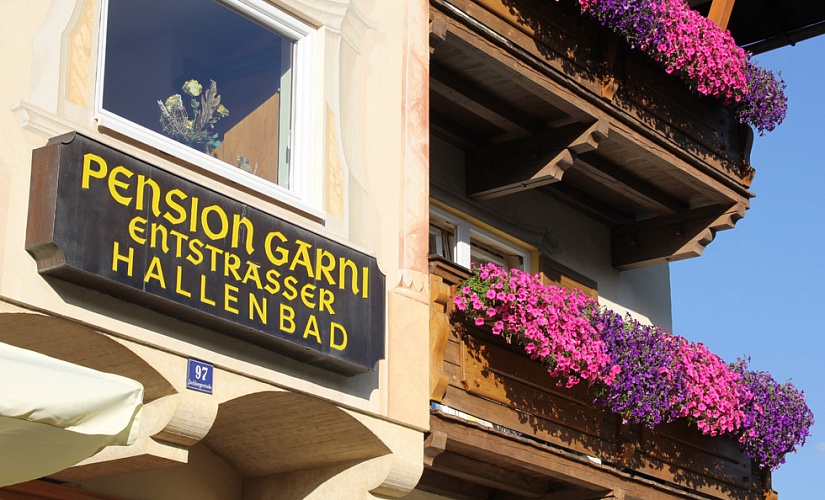 PENSION GARNI
ENTSTRASSER
HALLENBAD
97